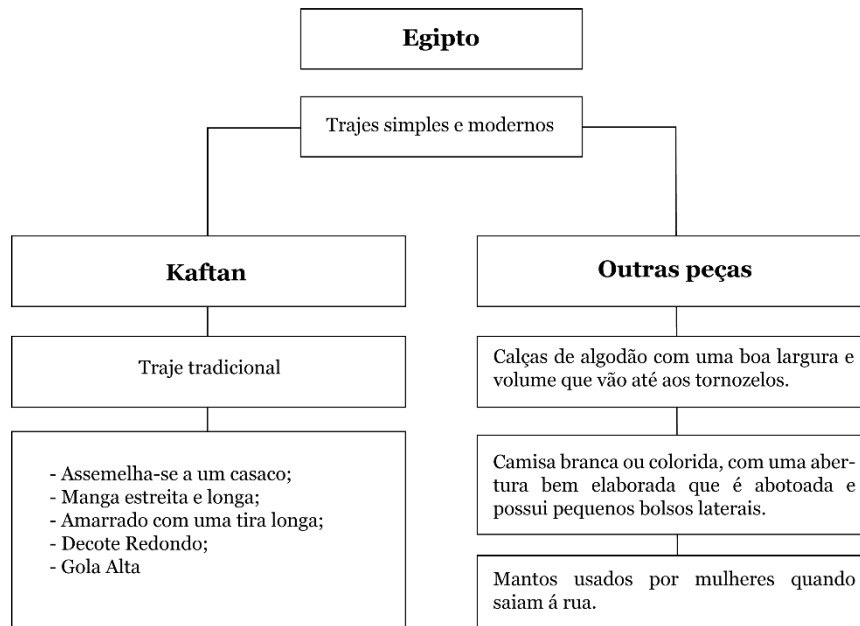 Egipto
Trajes simples e modernos
Kaftan
Traje tradicional
- Assemelha-se a um casaco;
- Manga estreita e longa;
- Amarrado com uma tira longa;
- Decote Redondo;
- Gola Alta
Outras peças
Calças de algodão com uma boa largura e
volume que vão até aos tornozelos.
Camisa branca ou colorida, com uma aber-
tura bem elaborada que é abotoada e
possui pequenos bolsos laterais.
Mantos usados por mulheres quando
saiam á rua.